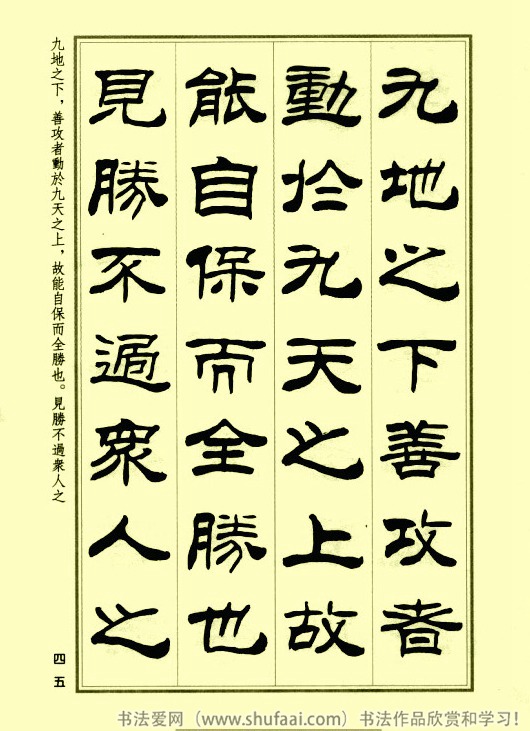 九地之下善攻者
動於九天之上故
能自保而全勝也
見勝不過衆人之
九地之下，善攻者動於九天之上，故能自保而全勝也。見勝不過衆人之
四五
书法爱网（www.shufaai.com）书法作品欣赏和学习！